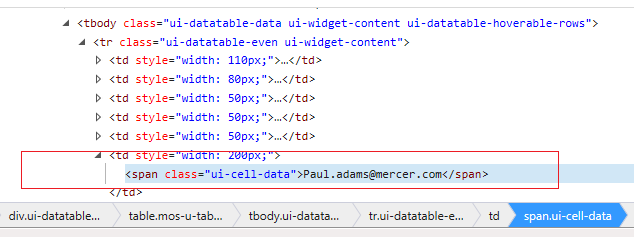 <tbody class="ui-datatable-data ui-widget-content ui-datatable-hoverable-rows">
<tr class="ui-datatable-even ui-widget-content">
<td style="width: 110px;">…</td>
<td style="width: 80px;">…</td>
<td style="width: 50px;">…</td>
<td style="width: 50px;">…</td>
<td style="width: 50px;">…</td>
<td style="width: 200px;">
<span class="ui-cell-data">Paul.adams@mercer.com</span>
</td>
div.ui-datatable... table.mos-u-tab... tbody.ui-datata... tr.ui-datatable-e... td span.ui-cell-data